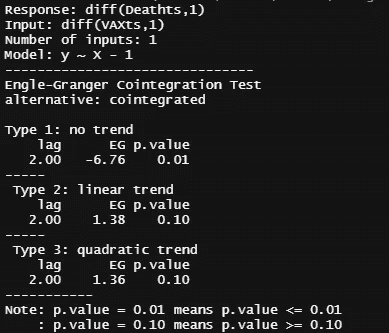 Response: diff(Deathts,1)
Input: diff(VAXts,1)
Number of inputs: 1
Model: y ~ X - 1
-------------------------------
Engle-Granger Cointegration Test
alternative: cointegrated

Type 1: no trend
    lag      EG p.value
   2.00   -6.76    0.01
-----
 Type 2: linear trend
    lag      EG p.value
   2.00    1.38    0.10
-----
 Type 3: quadratic trend
    lag      EG p.value
   2.00    1.36    0.10
-----------
Note: p.value = 0.01 means p.value <= 0.01
    : p.value = 0.10 means p.value >= 0.10